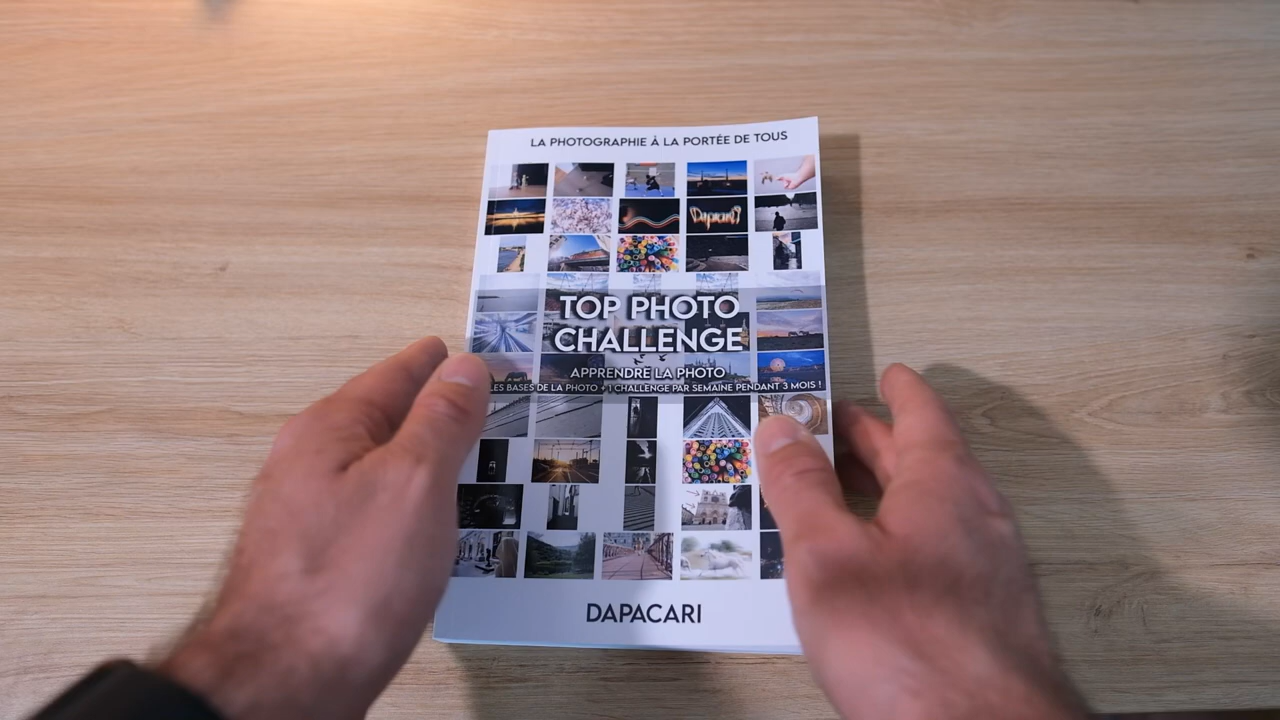 LA PHOTOGRAPHIE À LA PORTÉE DE TOUS
Dapacari
TOP PHOTO
CHALLENGE
APPRENDRE LA PHOTO
LES BASES DE LA PHOTO + 1 CHALLENGE PAR SEMAINE PENDANT 3 MOIS !
DAPACARI